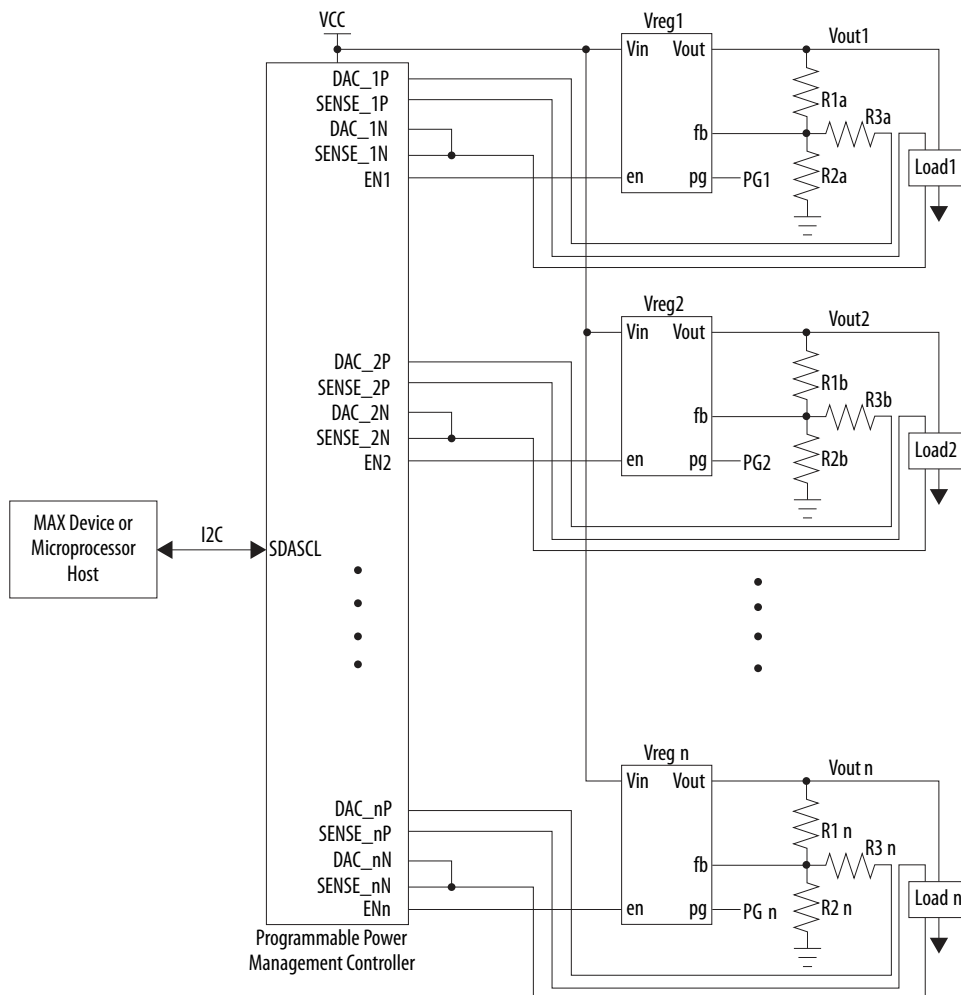 VCC
Vreg1
Vin
Vout
Vout1
DAC_1P
SENSE_1P
DAC_1N
SENSE_1N
EN1
R1a
R3a
fb
R2a
en
pg
PG1
Load1
Vreg2
Vin
Vout
Vout2
DAC_2P
SENSE_2P
DAC_2N
SENSE_2N
EN2
R1b
R3b
fb
R2b
en
pg
PG2
Load2
MAX Device or
Microprocessor
Host
I2C
SDASCL
Vreg n
Vin
Vout
Vout n
DAC_nP
SENSE_nP
DAC_nN
SENSE_nN
ENn
R1 n
R3 n
fb
R2 n
en
pg
PG n
Load n
Programmable Power
Management Controller